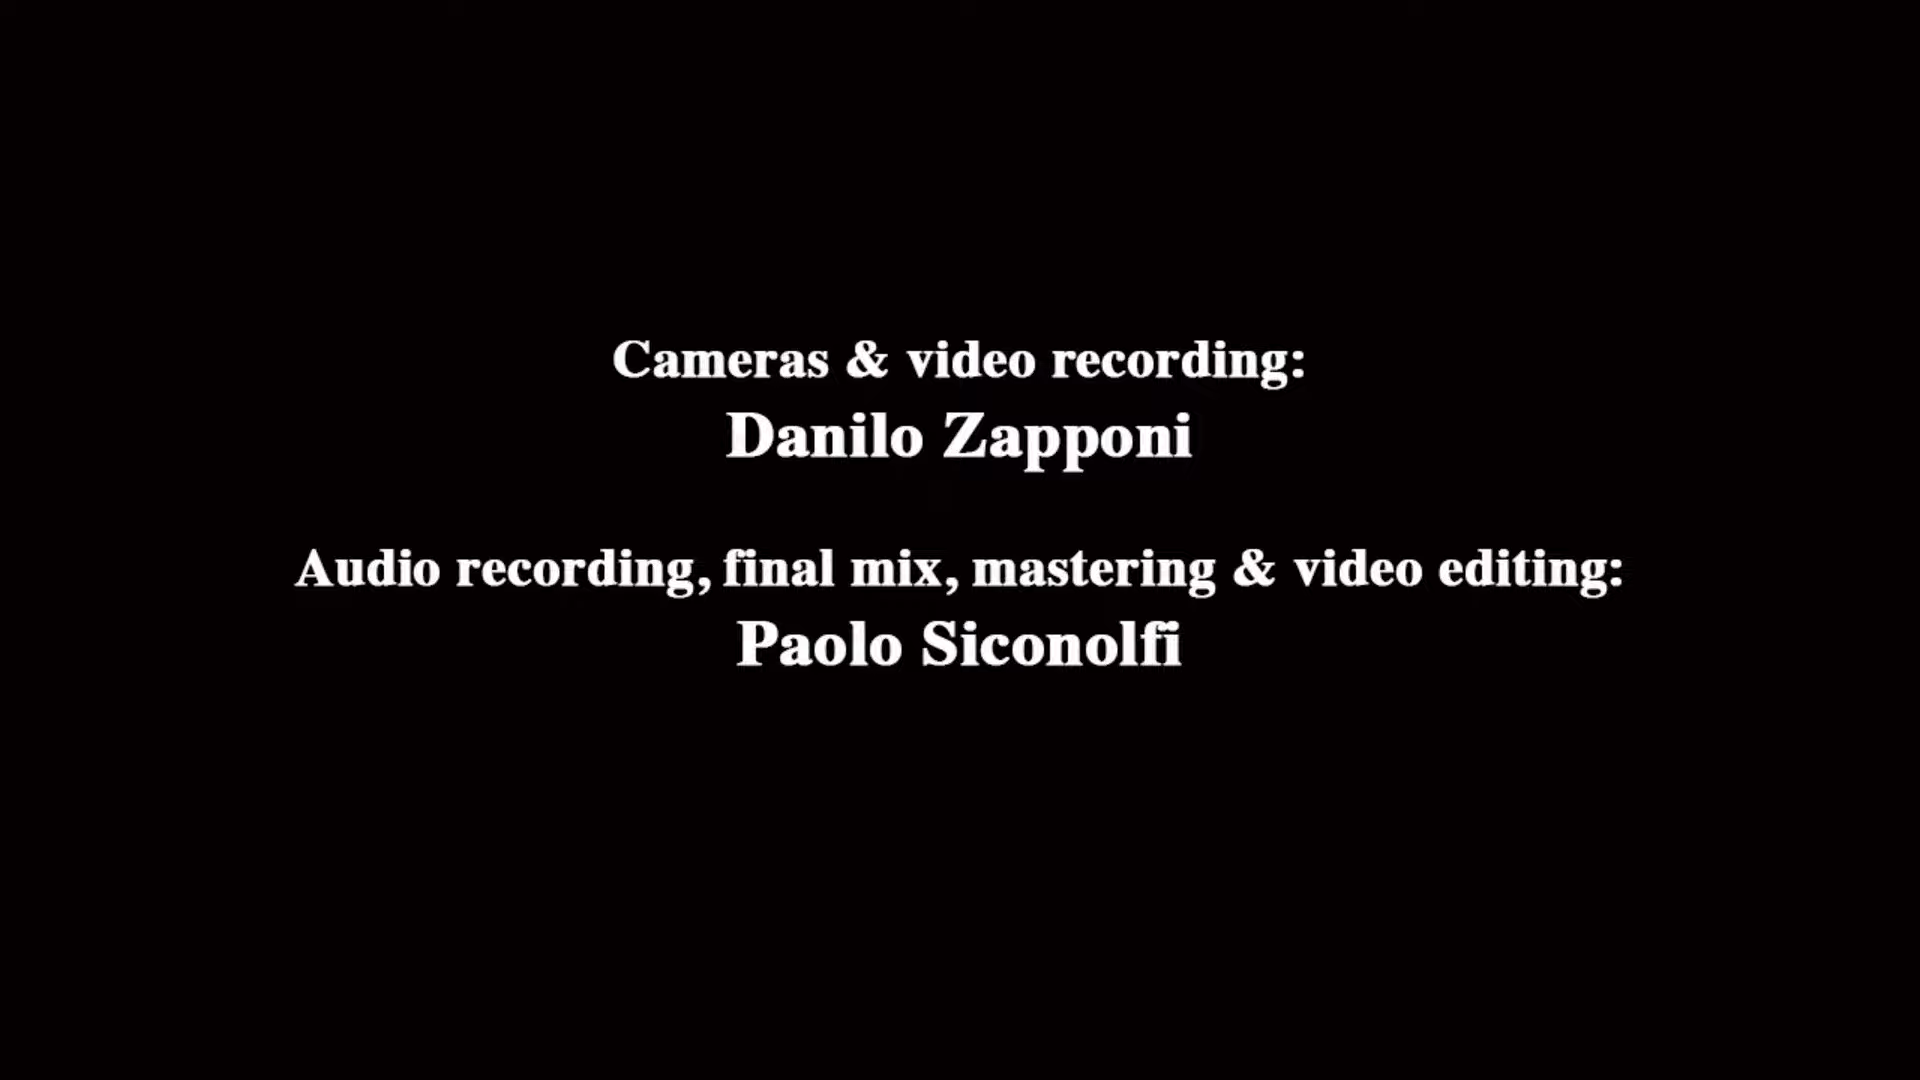 Cameras & video recording:
Danilo Zapponi
Audio recording, final mix, mastering & video editing:
Paolo Siconolfi